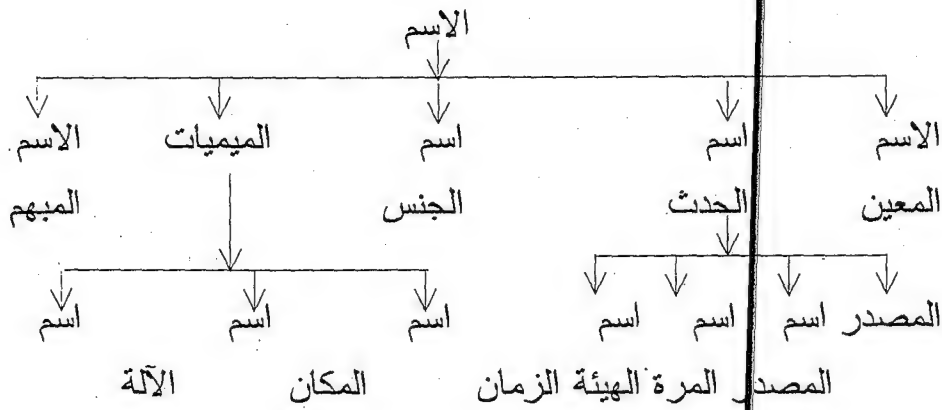 الاسم
الاسم اسم اسم الميميات الاسم
المعين الحدث الجنس المبهم
المصدر اسم اسم اسم اسم اسم اسم
المصدر المرة الهيئة الزمان المكان الآلة